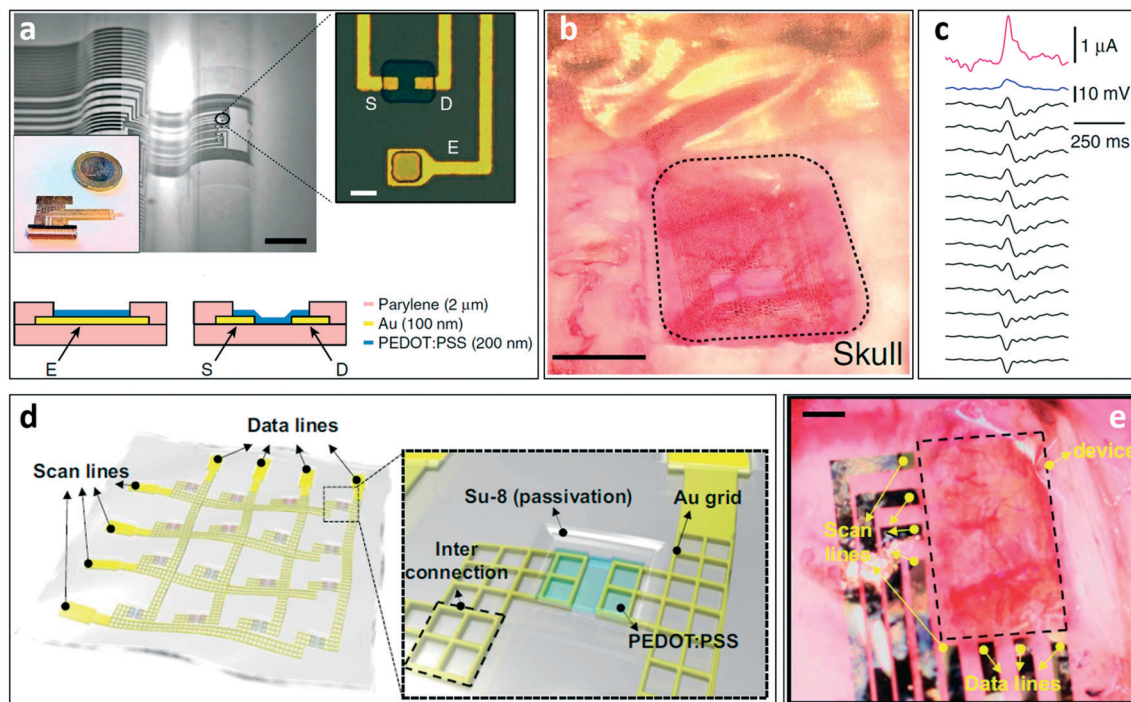 a
S
D
E
Parylene (2 μm)
Au (100 nm)
PEDOT:PSS (200 nm)
E
S
D
b
Skull
c
1 μA
10 mV
250 ms
d
Data lines
Scan lines
Su-8 (passivation)
Au grid
Inter
connection
PEDOT:PSS
e
device
Scan
lines
Data lines